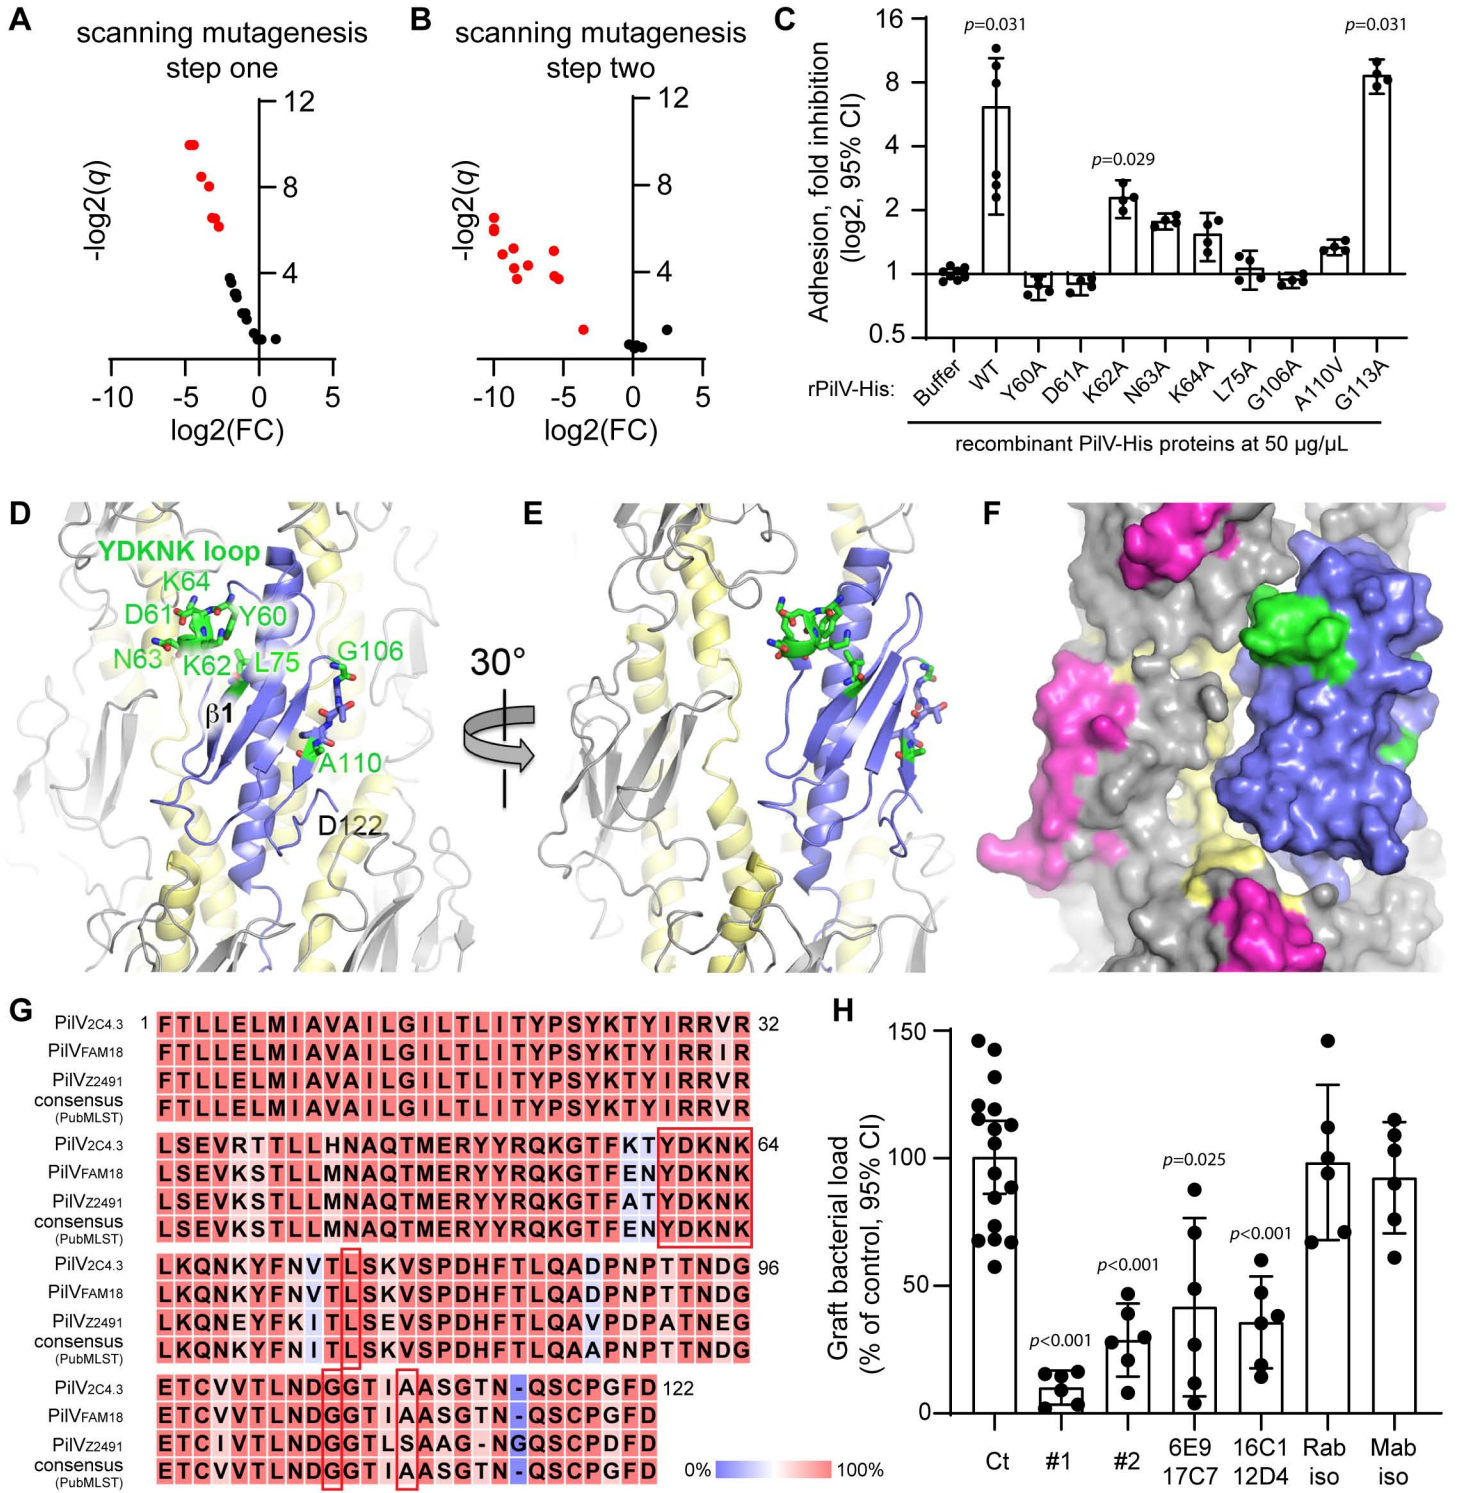 A
scanning mutagenesis
step one
-log2(q)
12
8
4
-10
-5
0
5
log2(FC)
B
scanning mutagenesis
step two
-log2(q)
12
8
4
-10
-5
0
5
log2(FC)
C
Adhesion, fold inhibition
(log2, 95% CI)
16
8
4
2
1
0.5
p=0.031
p=0.029
p=0.031
rPilV-His:
Buffer
WT
Y60A
D61A
K62A
N63A
K64A
L75A
G106A
A110V
G113A
recombinant PilV-His proteins at 50 µg/µL
D
YDKNK loop
K64
D61
Y60
N63
K62
L75
G106
β1
A110
D122
30°
E
F
G
PilV2C4.3 1 FTLLELMIAVAILGILTLITYPSYKTYIRRVR 32
PilVFAM18 FTLLELMIAVAILGILTLITYPSYKTYIRRIR
PilVZ2491 FTLLELMIAVAILGILTLITYPSYKTYIRRVR
consensus FTLLELMIAVAILGILTLITYPSYKTYIRRVR
(PubMLST)
PilV2C4.3 LSEVRTTLLHNAQTMERYYRQKGTFKTYDKNK 64
PilVFAM18 LSEVKSTLLMNAQTMERYYRQKGTFENYDKNK
PilVZ2491 LSEVKSTLLMNAQTMERYYRQKGTFATYDKNK
consensus LSEVKSTLLMNAQTMERYYRQKGTFENYDKNK
(PubMLST)
PilV2C4.3 LKQNKYFNVTLSKVSPDHFTLQADPNPTTNDG 96
PilVFAM18 LKQNKYFNVTLSKVSPDHFTLQADPNPTTNDG
PilVZ2491 LKQNEYFKITLSEVSPDHFTLQAVPDPATNEG
consensus LKQNKYFNITLSKVSPDHFTLQAAPNPTTNDG
(PubMLST)
PilV2C4.3 ETCVVTLNDGGTIAASGTN-QSCPGFD 122
PilVFAM18 ETCVVTLNDGGTIAASGTN-QSCPGFD
PilVZ2491 ETCIVTLNDGGTLSAAG-NGQSCPDFD
consensus ETCVVTLNDGGTIAASGTN-QSCPGFD
(PubMLST)
0% 100%
H
Graft bacterial load
(% of control, 95% CI)
150
100
50
0
p<0.001
p<0.001
p=0.025
p<0.001
Ct
#1
#2
6E9
17C7
16C1
12D4
Rab
iso
Mab
iso